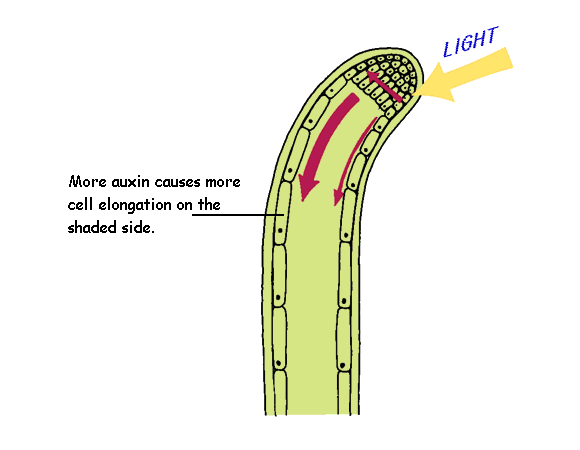 LIGHT
More auxin causes more
cell elongation on the
shaded side.